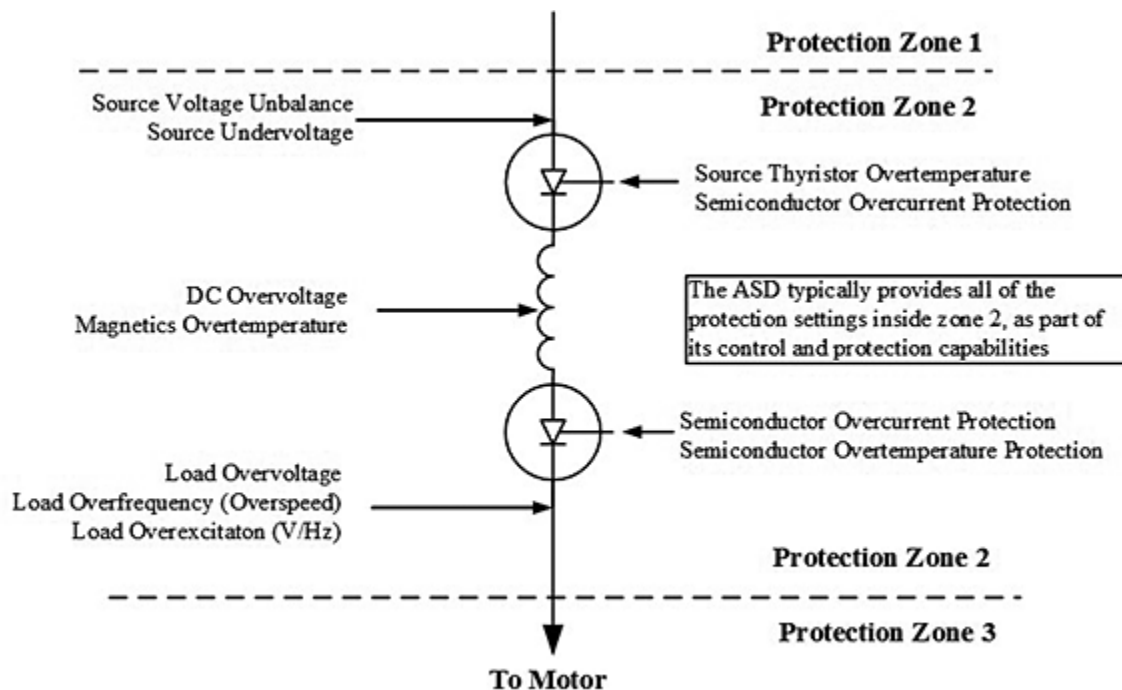 Protection Zone 1
Protection Zone 2
Source Voltage Unbalance
Source Undervoltage
Source Thyristor Overtemperature
Semiconductor Overcurrent Protection
DC Overvoltage
Magnetics Overtemperature
The ASD typically provides all of the
protection settings inside zone 2, as part of
its control and protection capabilities
Semiconductor Overcurrent Protection
Semiconductor Overtemperature Protection
Load Overvoltage
Load Overfrequency (Overspeed)
Load Overexcitaton (V/Hz)
Protection Zone 2
Protection Zone 3
To Motor